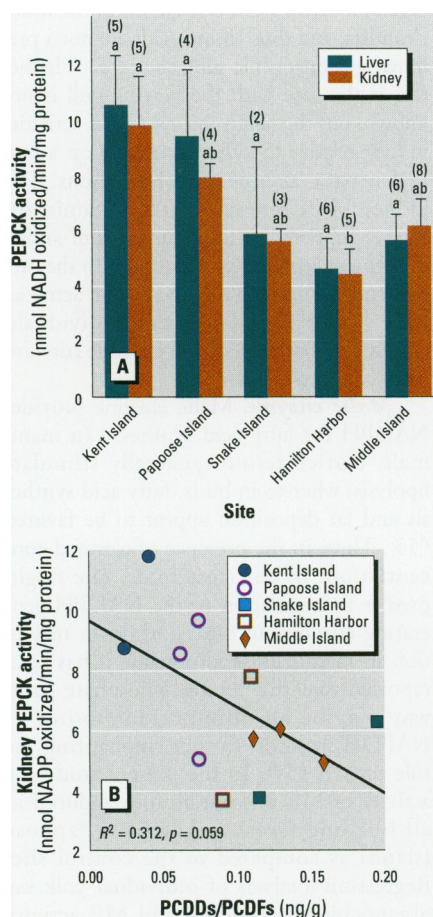 PEPCK activity
(nmol NADH oxidized/min/mg protein)
14
12
10
8
6
4
2
0
(5)
a
(5)
a
(4)
a
(4)
ab
(2)
a
(3)
ab
(6)
a
(5)
b
(6)
a
(8)
ab
Liver
Kidney
A
Kent Island
Papoose Island
Snake Island
Hamilton Harbor
Middle Island
Site
Kidney PEPCK activity
(nmol NADP oxidized/min/mg protein)
12
10
8
6
4
2
Kent Island
Papoose Island
Snake Island
Hamilton Harbor
Middle Island
B
R² = 0.312, p = 0.059
0.00
0.05
0.10
0.15
0.20
PCDDs/PCDFs (ng/g)